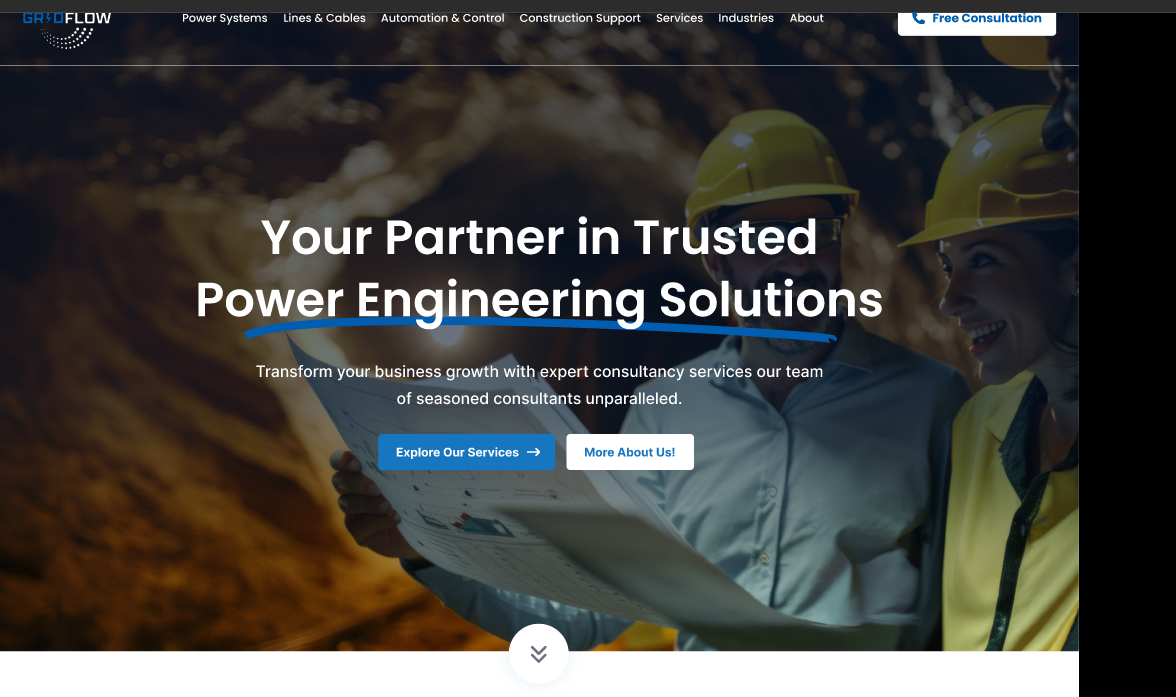 GRIDFLOW
Power Systems Lines & Cables Automation & Control Construction Support Services Industries About
Free Consultation
Your Partner in Trusted
Power Engineering Solutions
Transform your business growth with expert consultancy services our team
of seasoned consultants unparalleled.
Explore Our Services
More About Us!